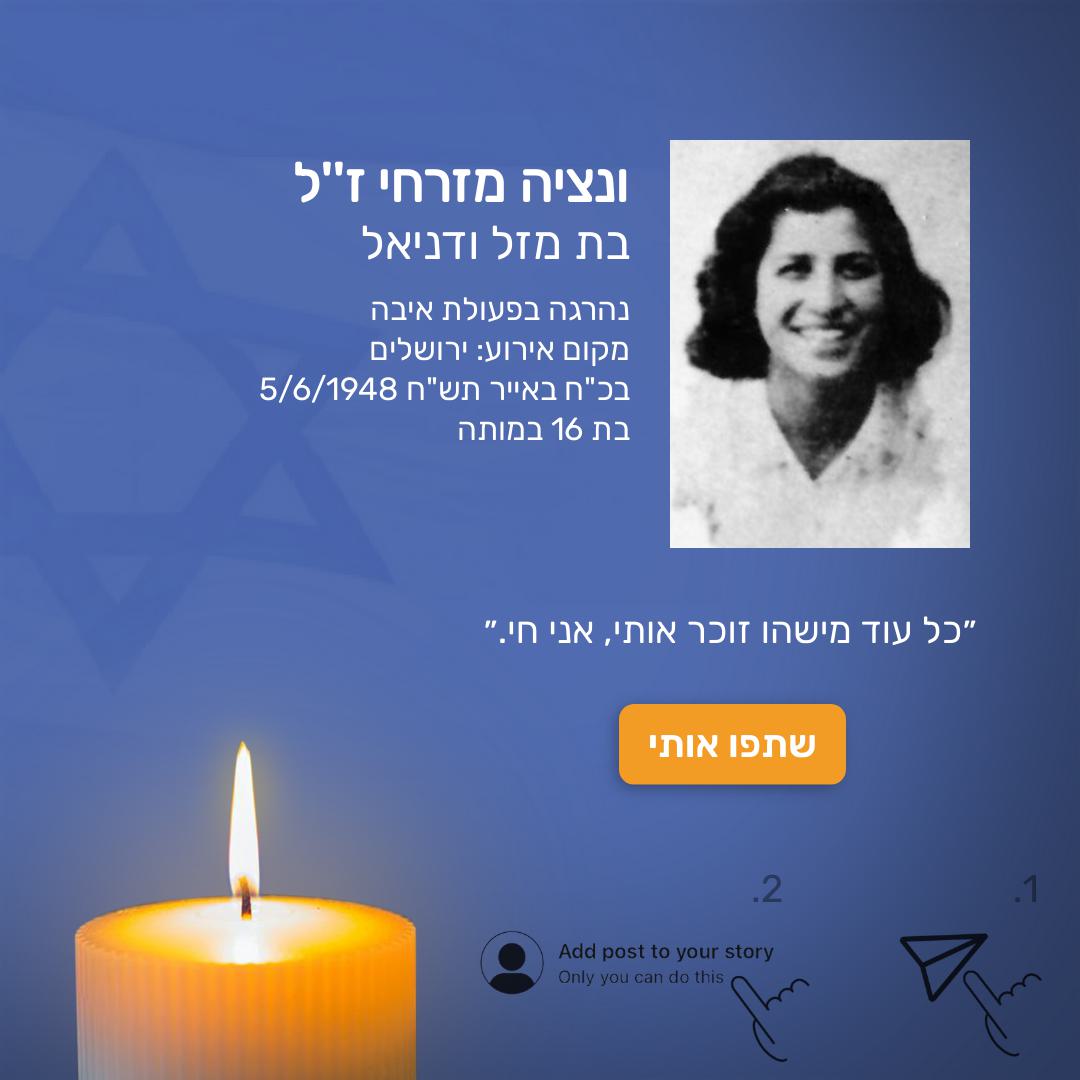 ונציה מזרחי ז"ל
בת מזל ודניאל
נהרגה בפעולת איבה
מקום אירוע: ירושלים
בכ"ח באייר תש"ח 5/6/1948
בת 16 במותה
״כל עוד מישהו זוכר אותי, אני חי.״
שתפו אותי
.1
.2
Add post to your story
Only you can do this